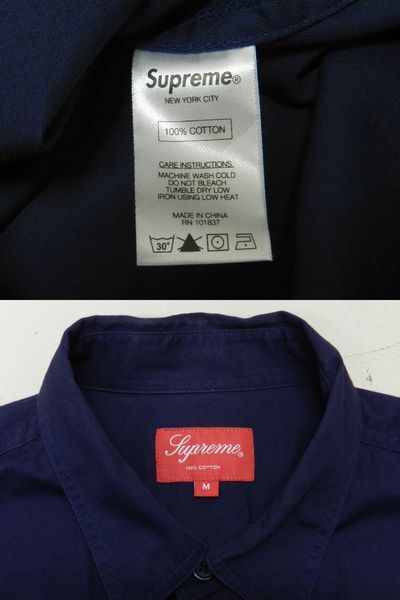 Supreme®
NEW YORK CITY
100% COTTON
CARE INSTRUCTIONS:
MACHINE WASH COLD
DO NOT BLEACH
TUMBLE DRY LOW
IRON USING LOW HEAT
MADE IN CHINA
RN 101837
30°
Supreme®
100% COTTON
M